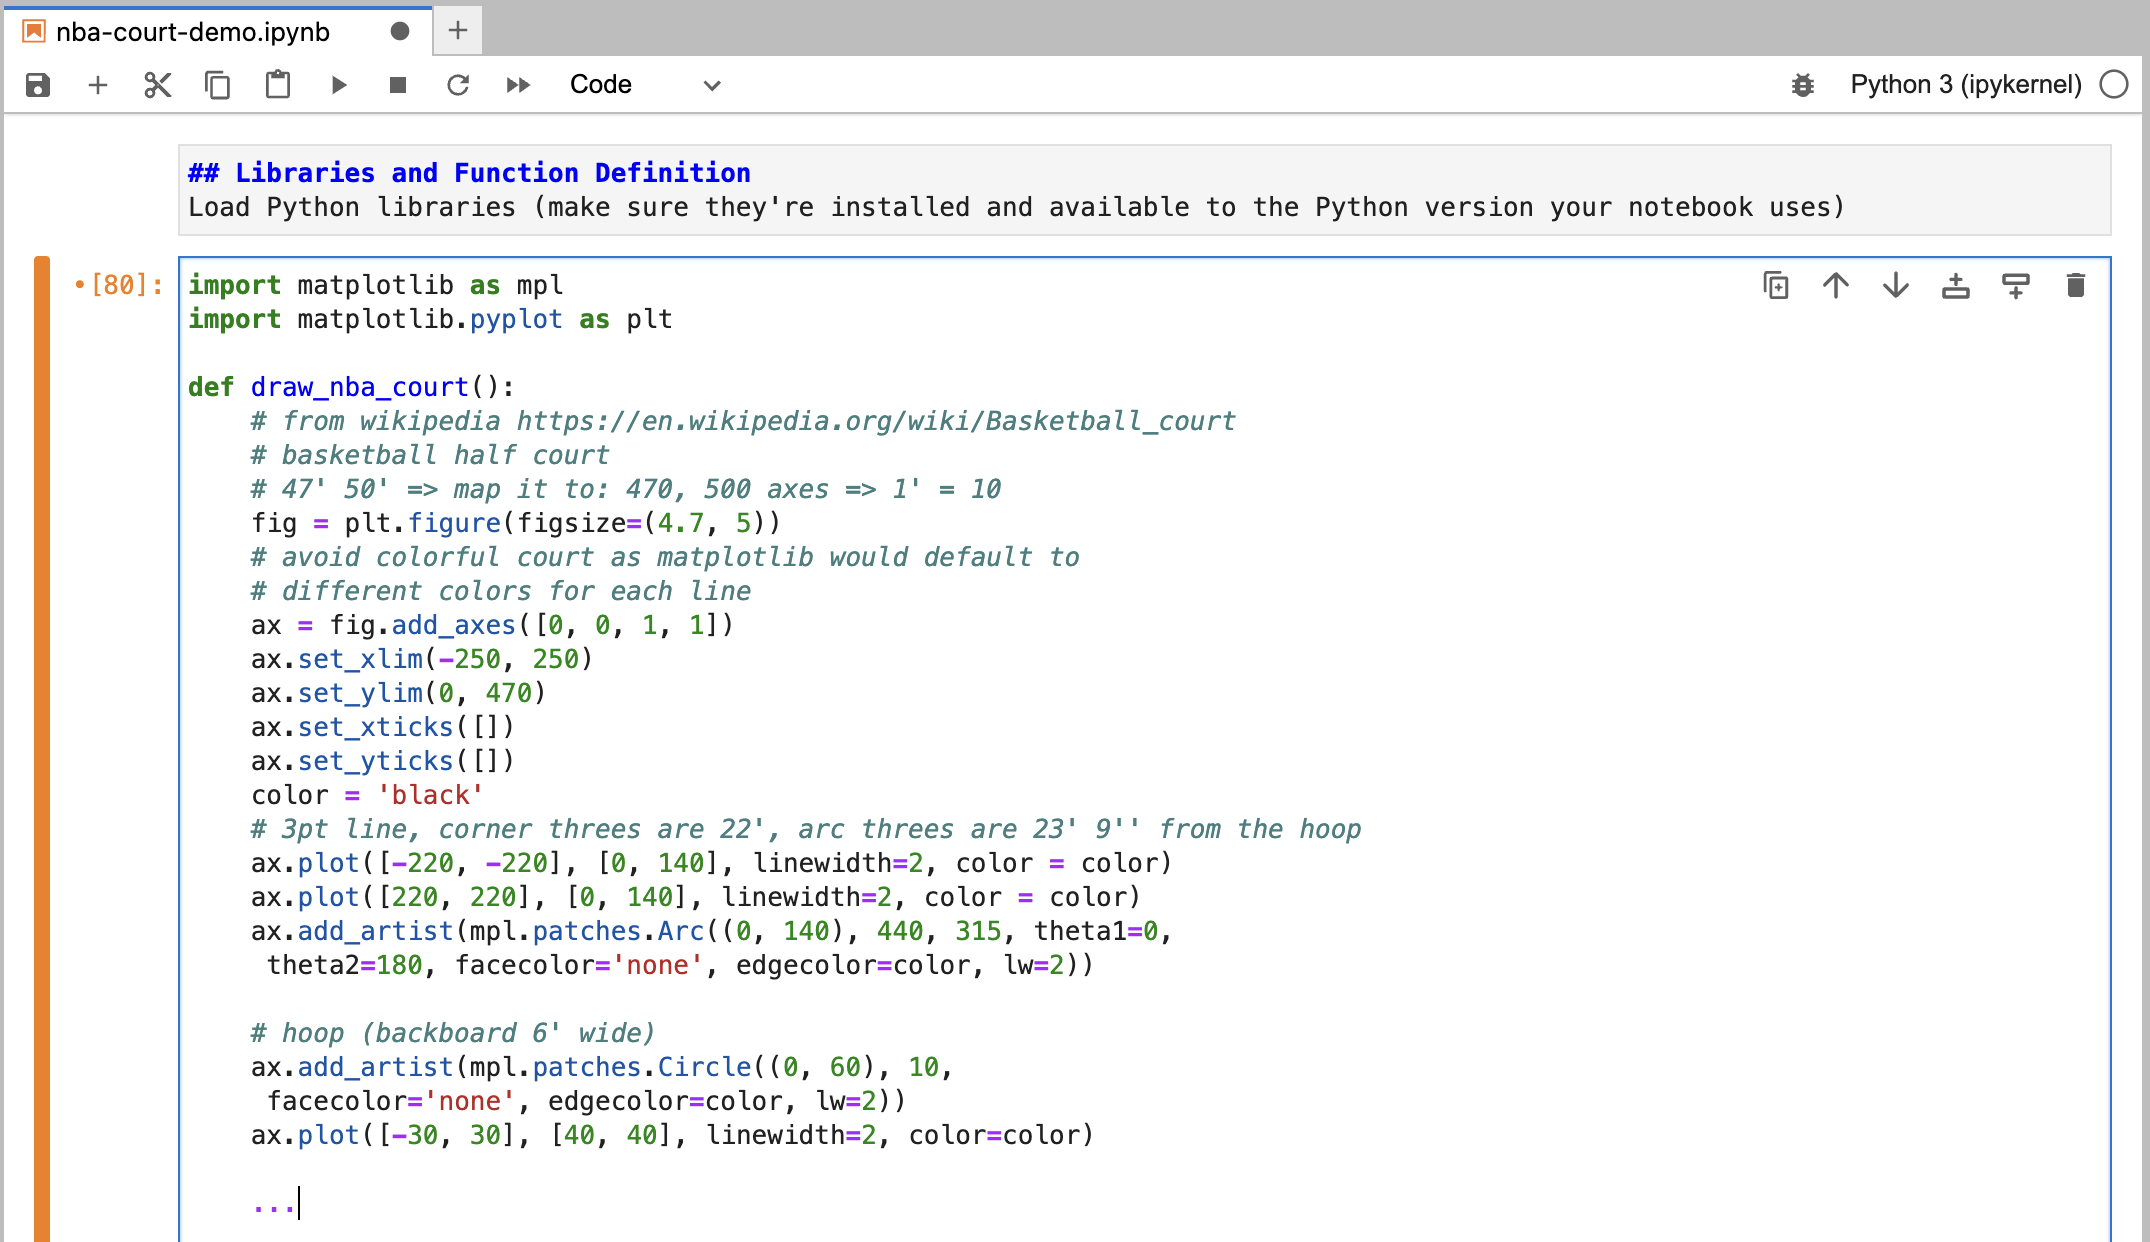 nba-court-demo.ipynb
Code
Python 3 (ipykernel)
## Libraries and Function Definition
Load Python libraries (make sure they're installed and available to the Python version your notebook uses)
[80]:
import matplotlib as mpl
import matplotlib.pyplot as plt
def draw_nba_court():
    # from wikipedia https://en.wikipedia.org/wiki/Basketball_court
    # basketball half court
    # 47' 50' => map it to: 470, 500 axes => 1' = 10
    fig = plt.figure(figsize=(4.7, 5))
    # avoid colorful court as matplotlib would default to
    # different colors for each line
    ax = fig.add_axes([0, 0, 1, 1])
    ax.set_xlim(-250, 250)
    ax.set_ylim(0, 470)
    ax.set_xticks([])
    ax.set_yticks([])
    color = 'black'
    # 3pt line, corner threes are 22', arc threes are 23' 9'' from the hoop
    ax.plot([-220, -220], [0, 140], linewidth=2, color = color)
    ax.plot([220, 220], [0, 140], linewidth=2, color = color)
    ax.add_artist(mpl.patches.Arc((0, 140), 440, 315, theta1=0,
     theta2=180, facecolor='none', edgecolor=color, lw=2))
    # hoop (backboard 6' wide)
    ax.add_artist(mpl.patches.Circle((0, 60), 10,
     facecolor='none', edgecolor=color, lw=2))
    ax.plot([-30, 30], [40, 40], linewidth=2, color=color)
    ...